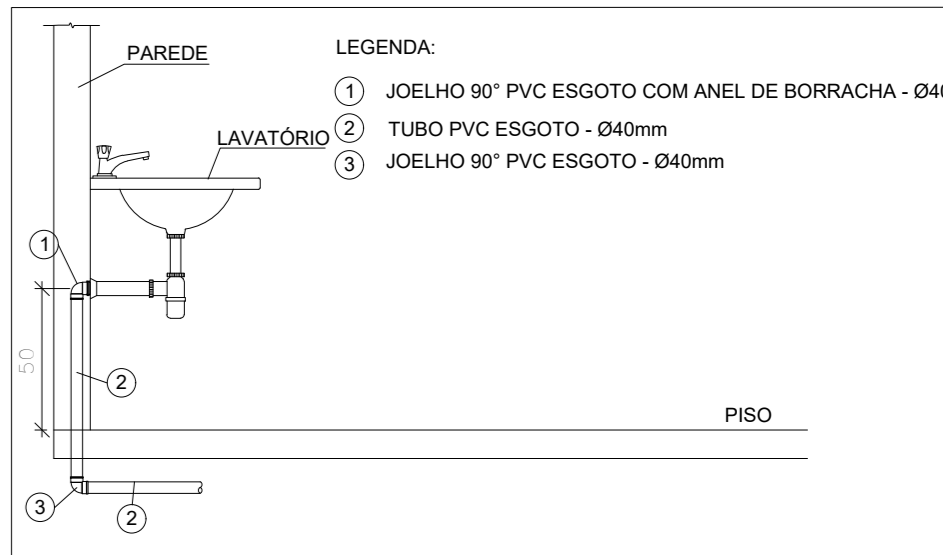 LEGENDA:
PAREDE
1 JOELHO 90° PVC ESGOTO COM ANEL DE BORRACHA - Ø40
2 TUBO PVC ESGOTO - Ø40mm
LAVATÓRIO
3 JOELHO 90° PVC ESGOTO - Ø40mm
1
50
2
PISO
3
2